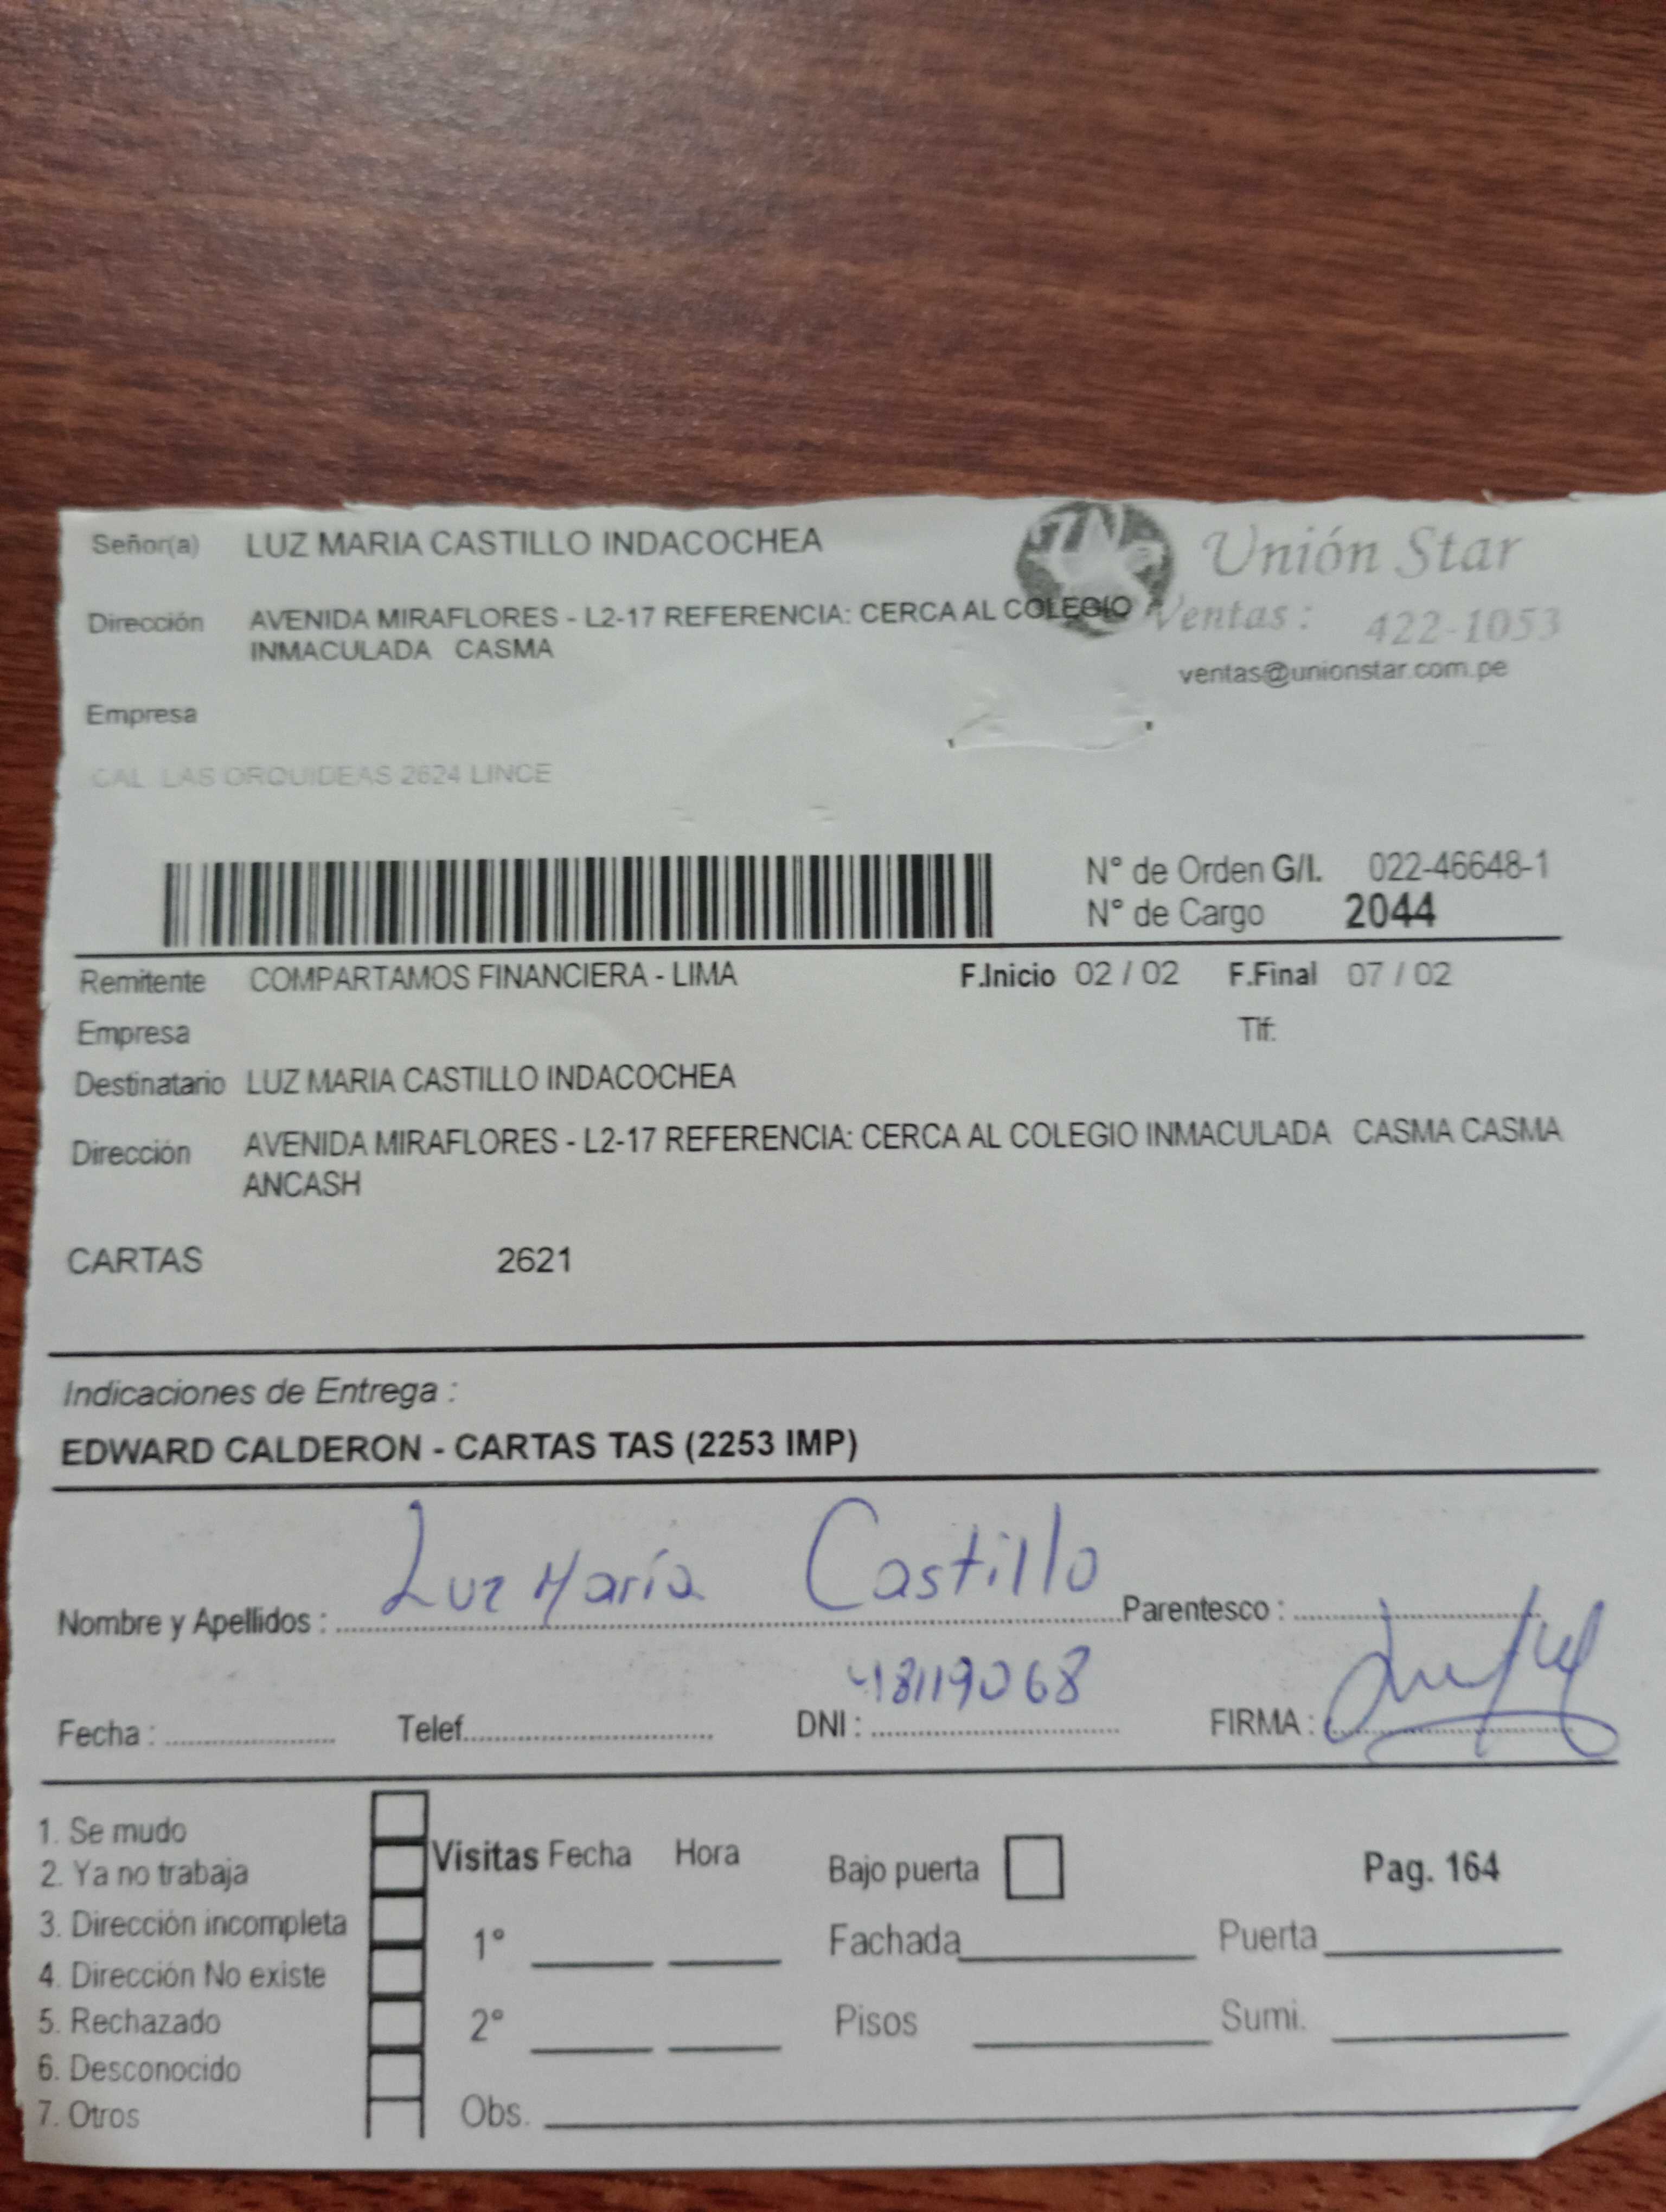 Señor(a) LUZ MARIA CASTILLO INDACOCHEA
Unión Star
Dirección AVENIDA MIRAFLORES - L2-17 REFERENCIA: CERCA AL COLEGIO
INMACULADA CASMA
Ventas : 422-1053
ventas@unionstar.com.pe
Empresa
CAL LAS ORQUIDEAS 2624 LINCE
N° de Orden G/I. 022-46648-1
N° de Cargo 2044
Remitente COMPARTAMOS FINANCIERA - LIMA F.Inicio 02 / 02 F.Final 07 / 02
Empresa Tlf:
Destinatario LUZ MARIA CASTILLO INDACOCHEA
Dirección AVENIDA MIRAFLORES - L2-17 REFERENCIA: CERCA AL COLEGIO INMACULADA CASMA CASMA
ANCASH
CARTAS 2621
Indicaciones de Entrega :
EDWARD CALDERON - CARTAS TAS (2253 IMP)
Nombre y Apellidos : Luz María Castillo Parentesco :
Fecha : Telef. DNI : 48119068 FIRMA :
1. Se mudo
2. Ya no trabaja
3. Dirección incompleta
4. Dirección No existe
5. Rechazado
6. Desconocido
7. Otros
Visitas Fecha Hora
1°
2°
Obs.
Bajo puerta Pag. 164
Fachada Puerta
Pisos Sumi.